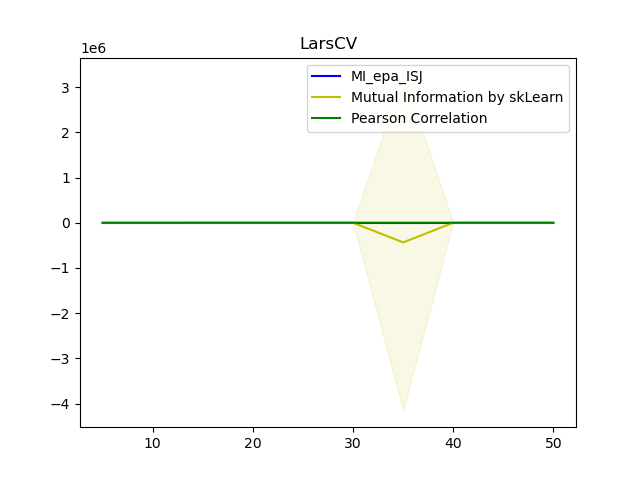 LarsCV
1e6
MI_epa_ISJ
Mutual Information by skLearn
Pearson Correlation
3
2
1
0
−1
−2
−3
−4
10 20 30 40 50